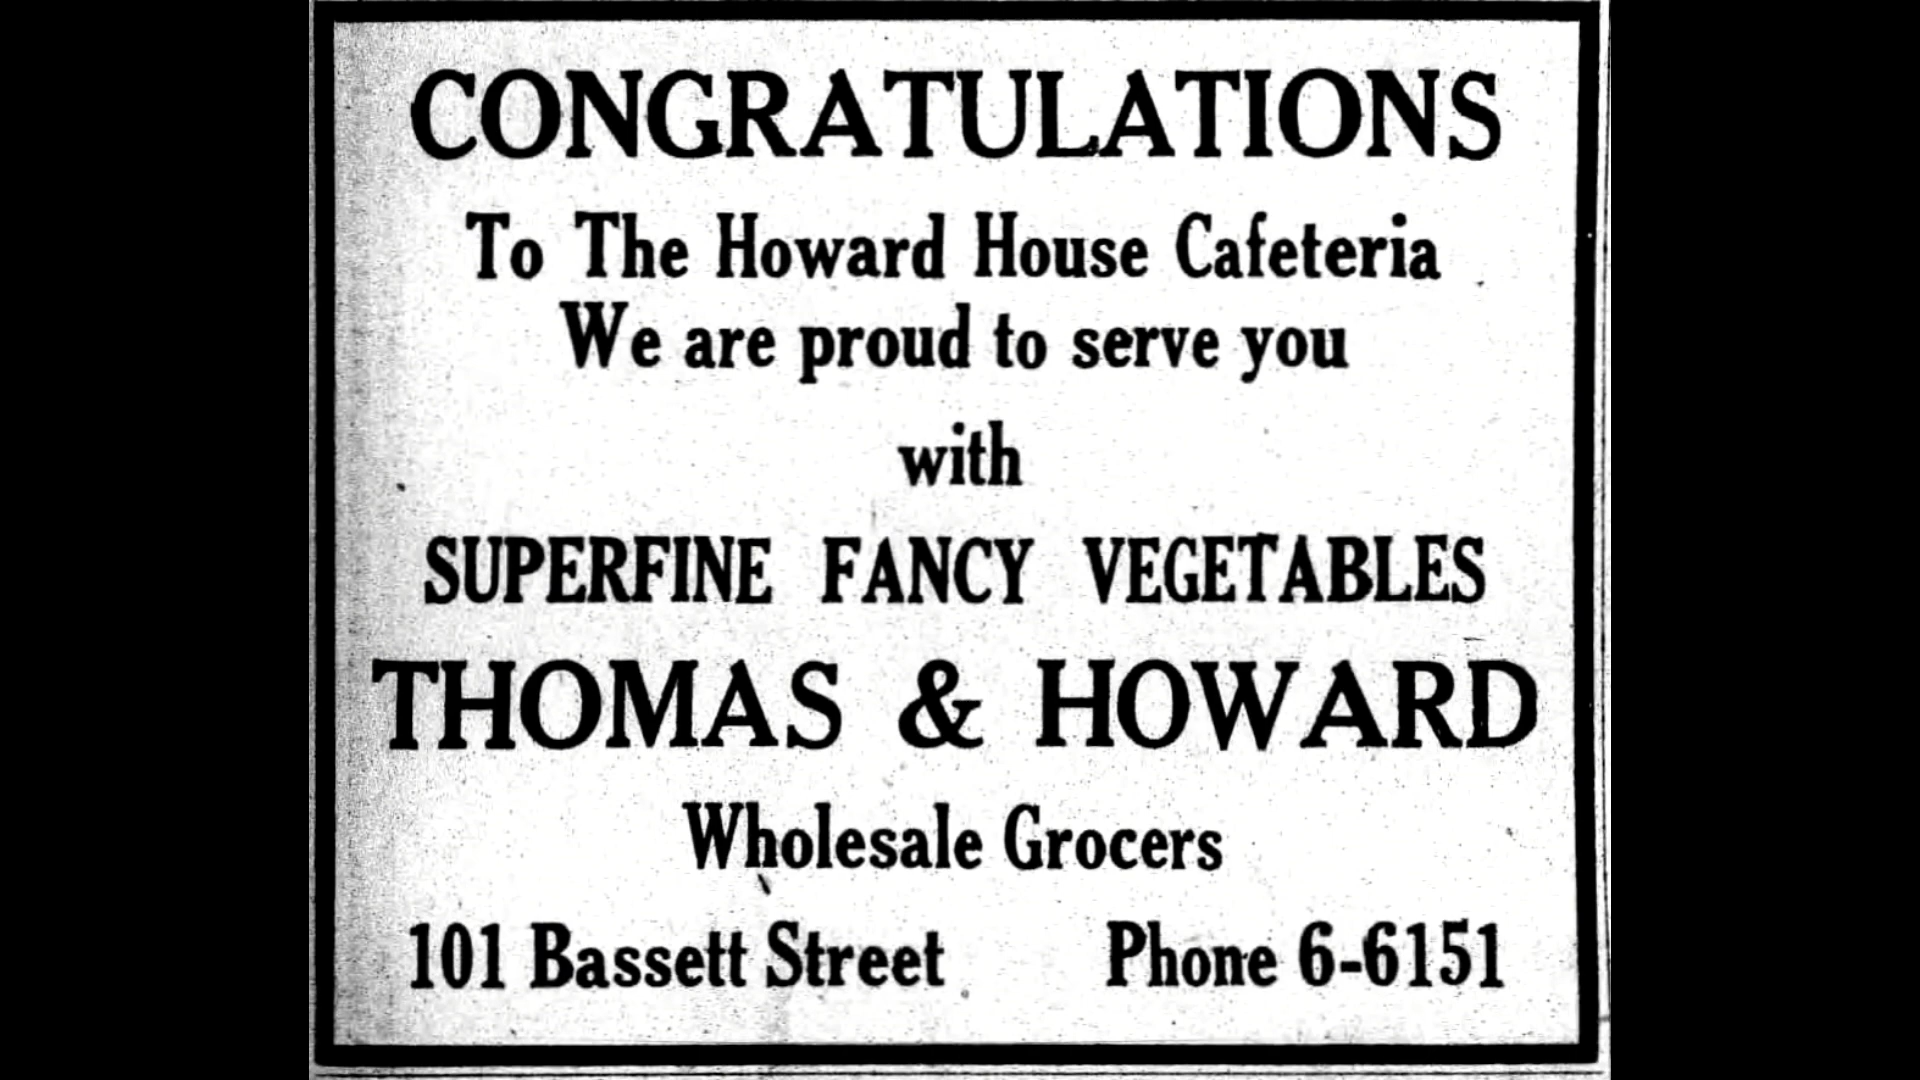 CONGRATULATIONS
To The Howard House Cafeteria
We are proud to serve you
with
SUPERFINE FANCY VEGETABLES
THOMAS & HOWARD
Wholesale Grocers
101 Bassett Street Phone 6-6151